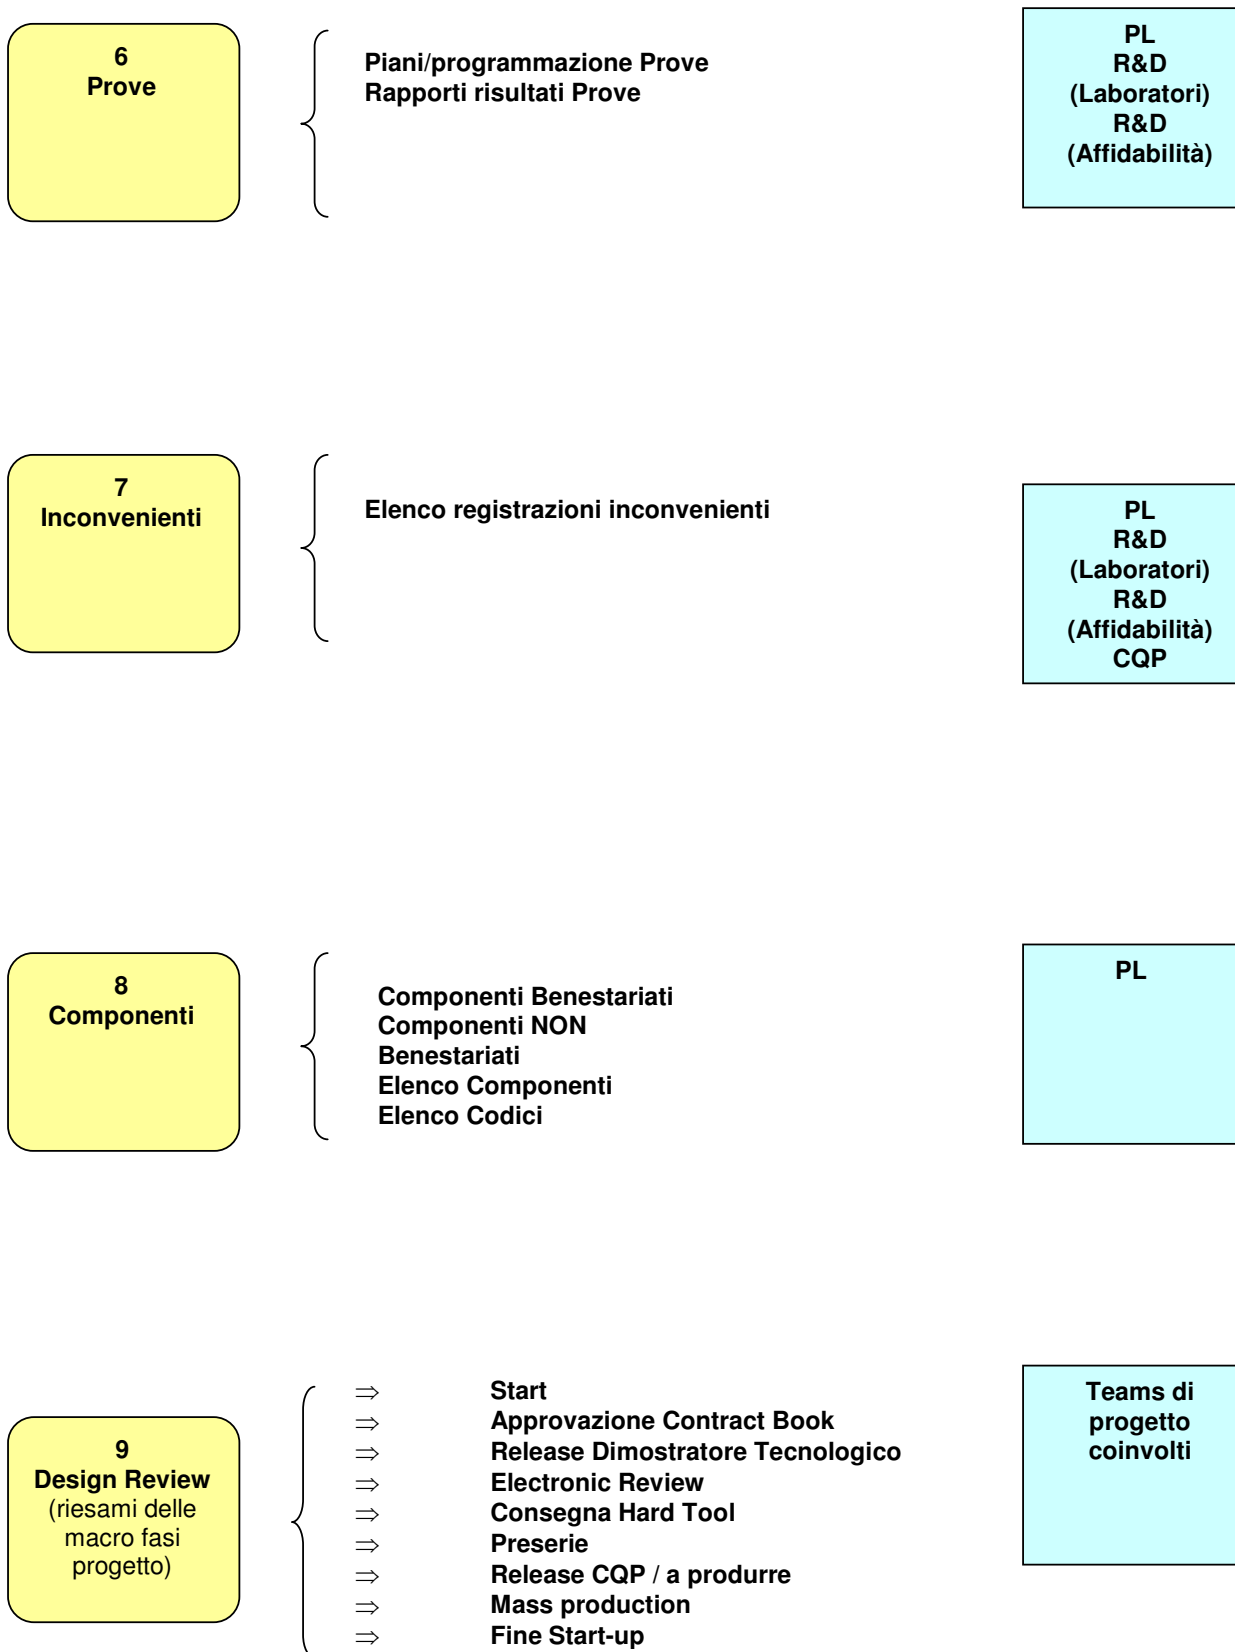 6
Prove
Piani/programmazione Prove
Rapporti risultati Prove
PL
R&D
(Laboratori)
R&D
(Affidabilità)
7
Inconvenienti
Elenco registrazioni inconvenienti
PL
R&D
(Laboratori)
R&D
(Affidabilità)
CQP
8
Componenti
Componenti Benestariati
Componenti NON
Benestariati
Elenco Componenti
Elenco Codici
PL
9
Design Review
(riesami delle
macro fasi
progetto)
⇒ Start
⇒ Approvazione Contract Book
⇒ Release Dimostratore Tecnologico
⇒ Electronic Review
⇒ Consegna Hard Tool
⇒ Preserie
⇒ Release CQP / a produrre
⇒ Mass production
⇒ Fine Start-up
Teams di
progetto
coinvolti